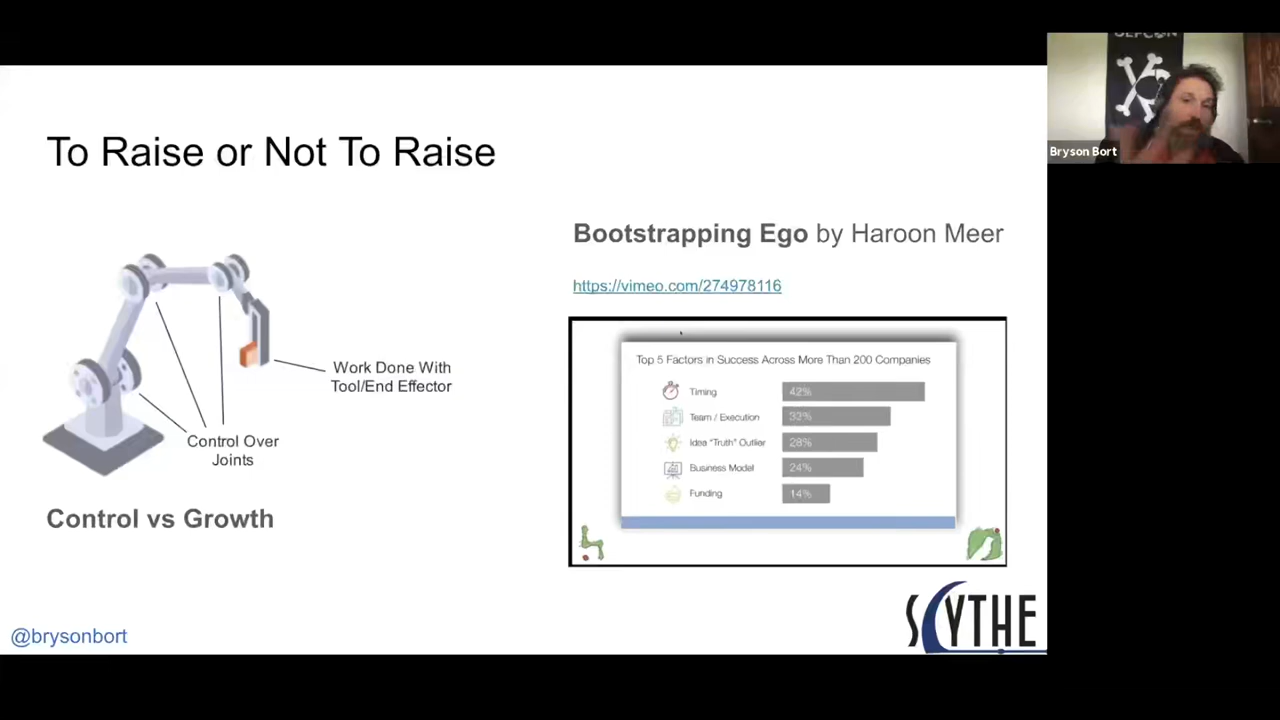 To Raise or Not To Raise
Work Done With
Tool/End Effector
Control Over
Joints
Control vs Growth
Bootstrapping Ego by Haroon Meer
https://vimeo.com/274978116
Top 5 Factors in Success Across More Than 200 Companies
Timing 42%
Team / Execution 32%
Idea "Truth" Outlier 28%
Business Model 24%
Funding 14%
@brysonbort
SCYTHE
DEFCON
Bryson Bort